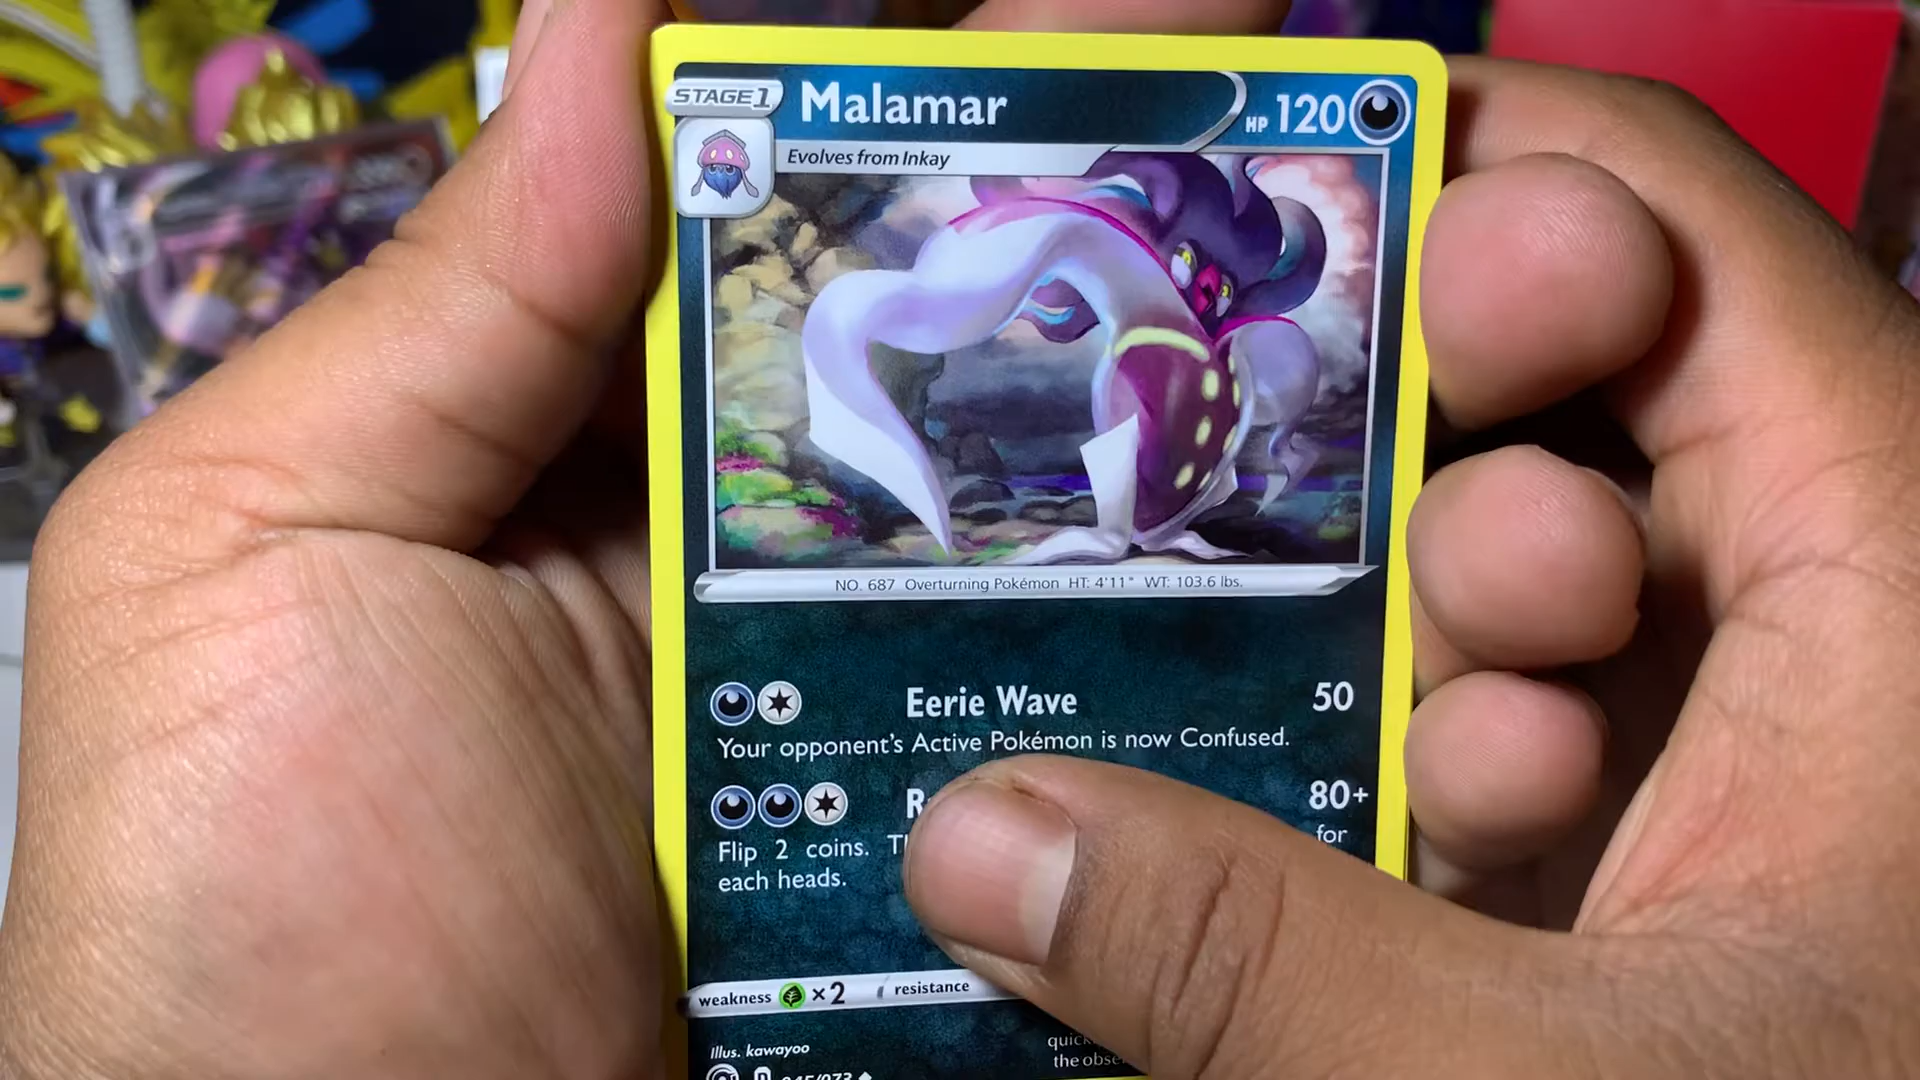 STAGE 1
Malamar
HP 120
Evolves from Inkay
NO. 687 Overturning Pokémon HT: 4'11" WT: 103.6 lbs.
Eerie Wave 50
Your opponent's Active Pokémon is now Confused.
80+
Flip 2 coins. for
each heads.
weakness ×2 resistance
Illus. kawayoo
the